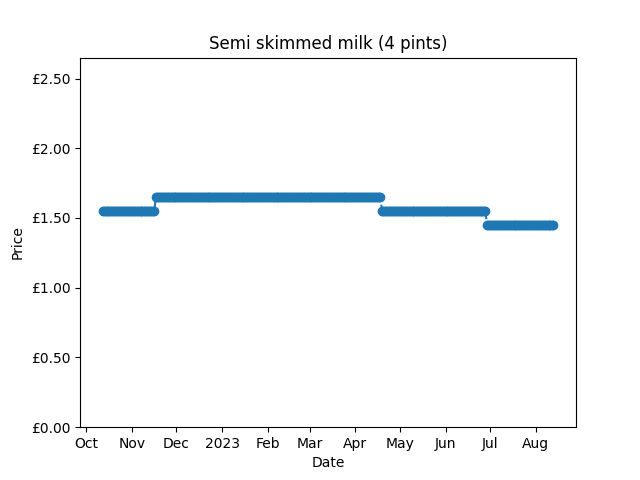 Semi skimmed milk (4 pints)
£2.50
£2.00
£1.50
£1.00
£0.50
£0.00
Price
Oct Nov Dec 2023 Feb Mar Apr May Jun Jul Aug
Date